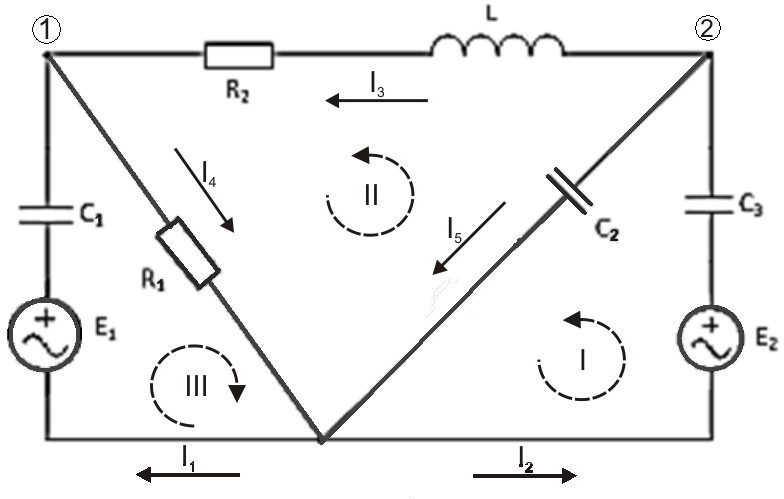 L
1
2
R₂
I₃
I₄
II
C₁
C₃
I₅
C₂
R₁
E₁
+
+
E₂
I
III
I₁
I₂